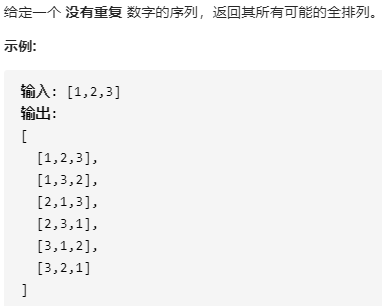 给定一个 没有重复 数字的序列，返回其所有可能的全排列。
示例:
输入: [1,2,3]
输出:
[
  [1,2,3],
  [1,3,2],
  [2,1,3],
  [2,3,1],
  [3,1,2],
  [3,2,1]
]